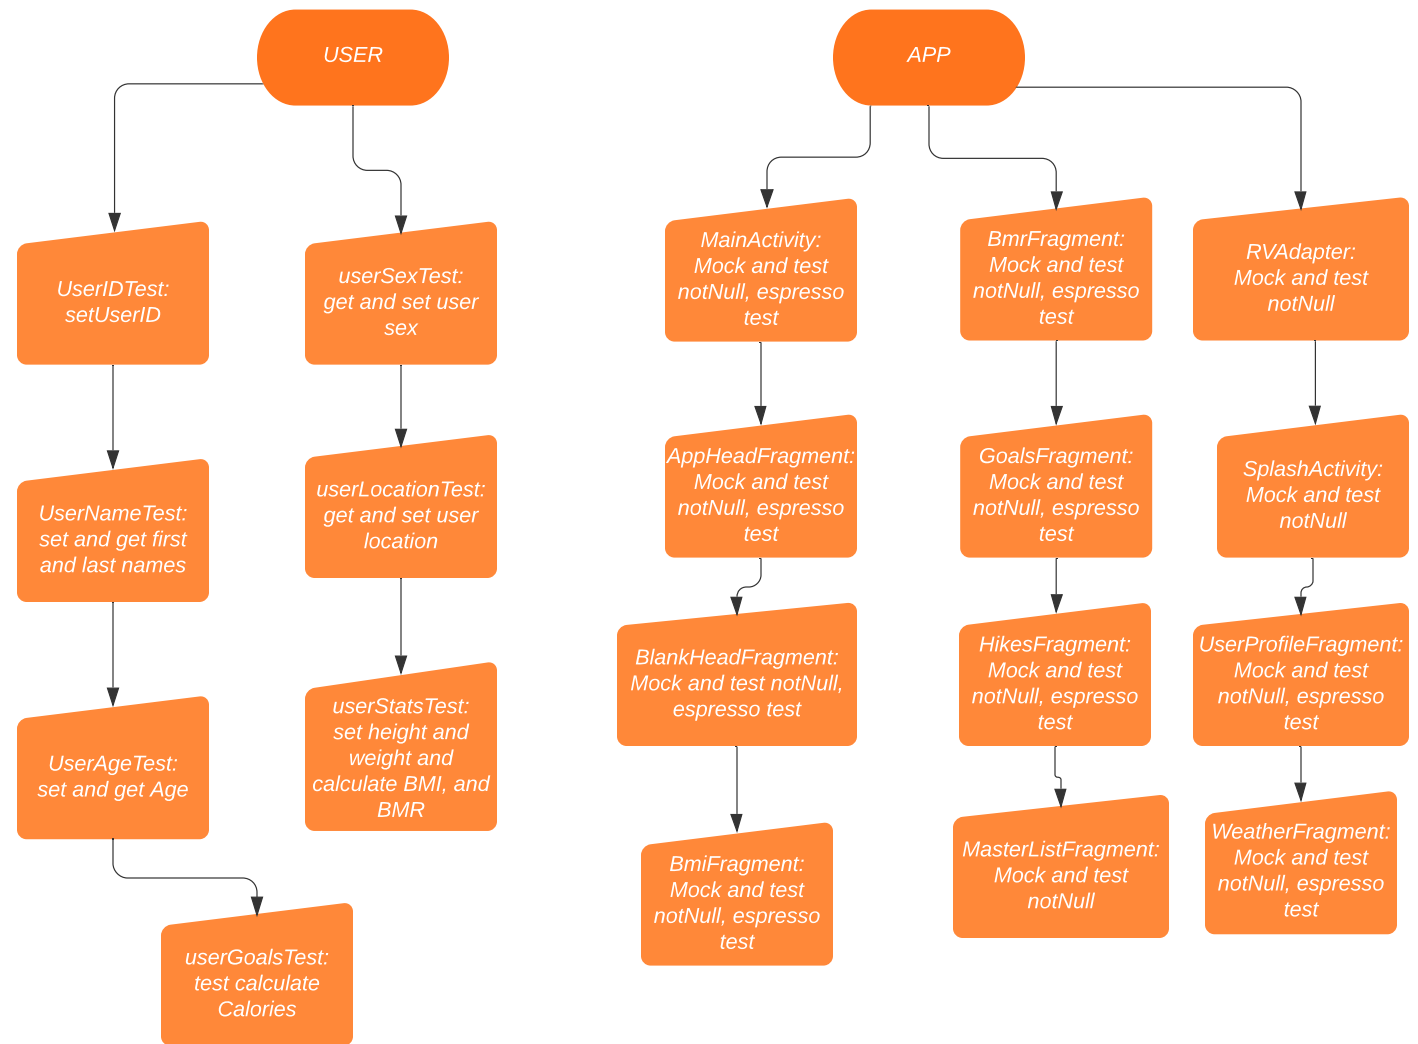 USER
UserIDTest:
setUserID
UserNameTest:
set and get first
and last names
UserAgeTest:
set and get Age
userGoalsTest:
test calculate
Calories
userSexTest:
get and set user
sex
userLocationTest:
get and set user
location
userStatsTest:
set height and
weight and
calculate BMI, and
BMR
APP
MainActivity:
Mock and test
notNull, espresso
test
AppHeadFragment:
Mock and test
notNull, espresso
test
BlankHeadFragment:
Mock and test notNull,
espresso test
BmiFragment:
Mock and test
notNull, espresso
test
BmrFragment:
Mock and test
notNull, espresso
test
GoalsFragment:
Mock and test
notNull, espresso
test
HikesFragment:
Mock and test
notNull, espresso
test
MasterListFragment:
Mock and test
notNull
RVAdapter:
Mock and test
notNull
SplashActivity:
Mock and test
notNull
UserProfileFragment:
Mock and test
notNull, espresso
test
WeatherFragment:
Mock and test
notNull, espresso
test